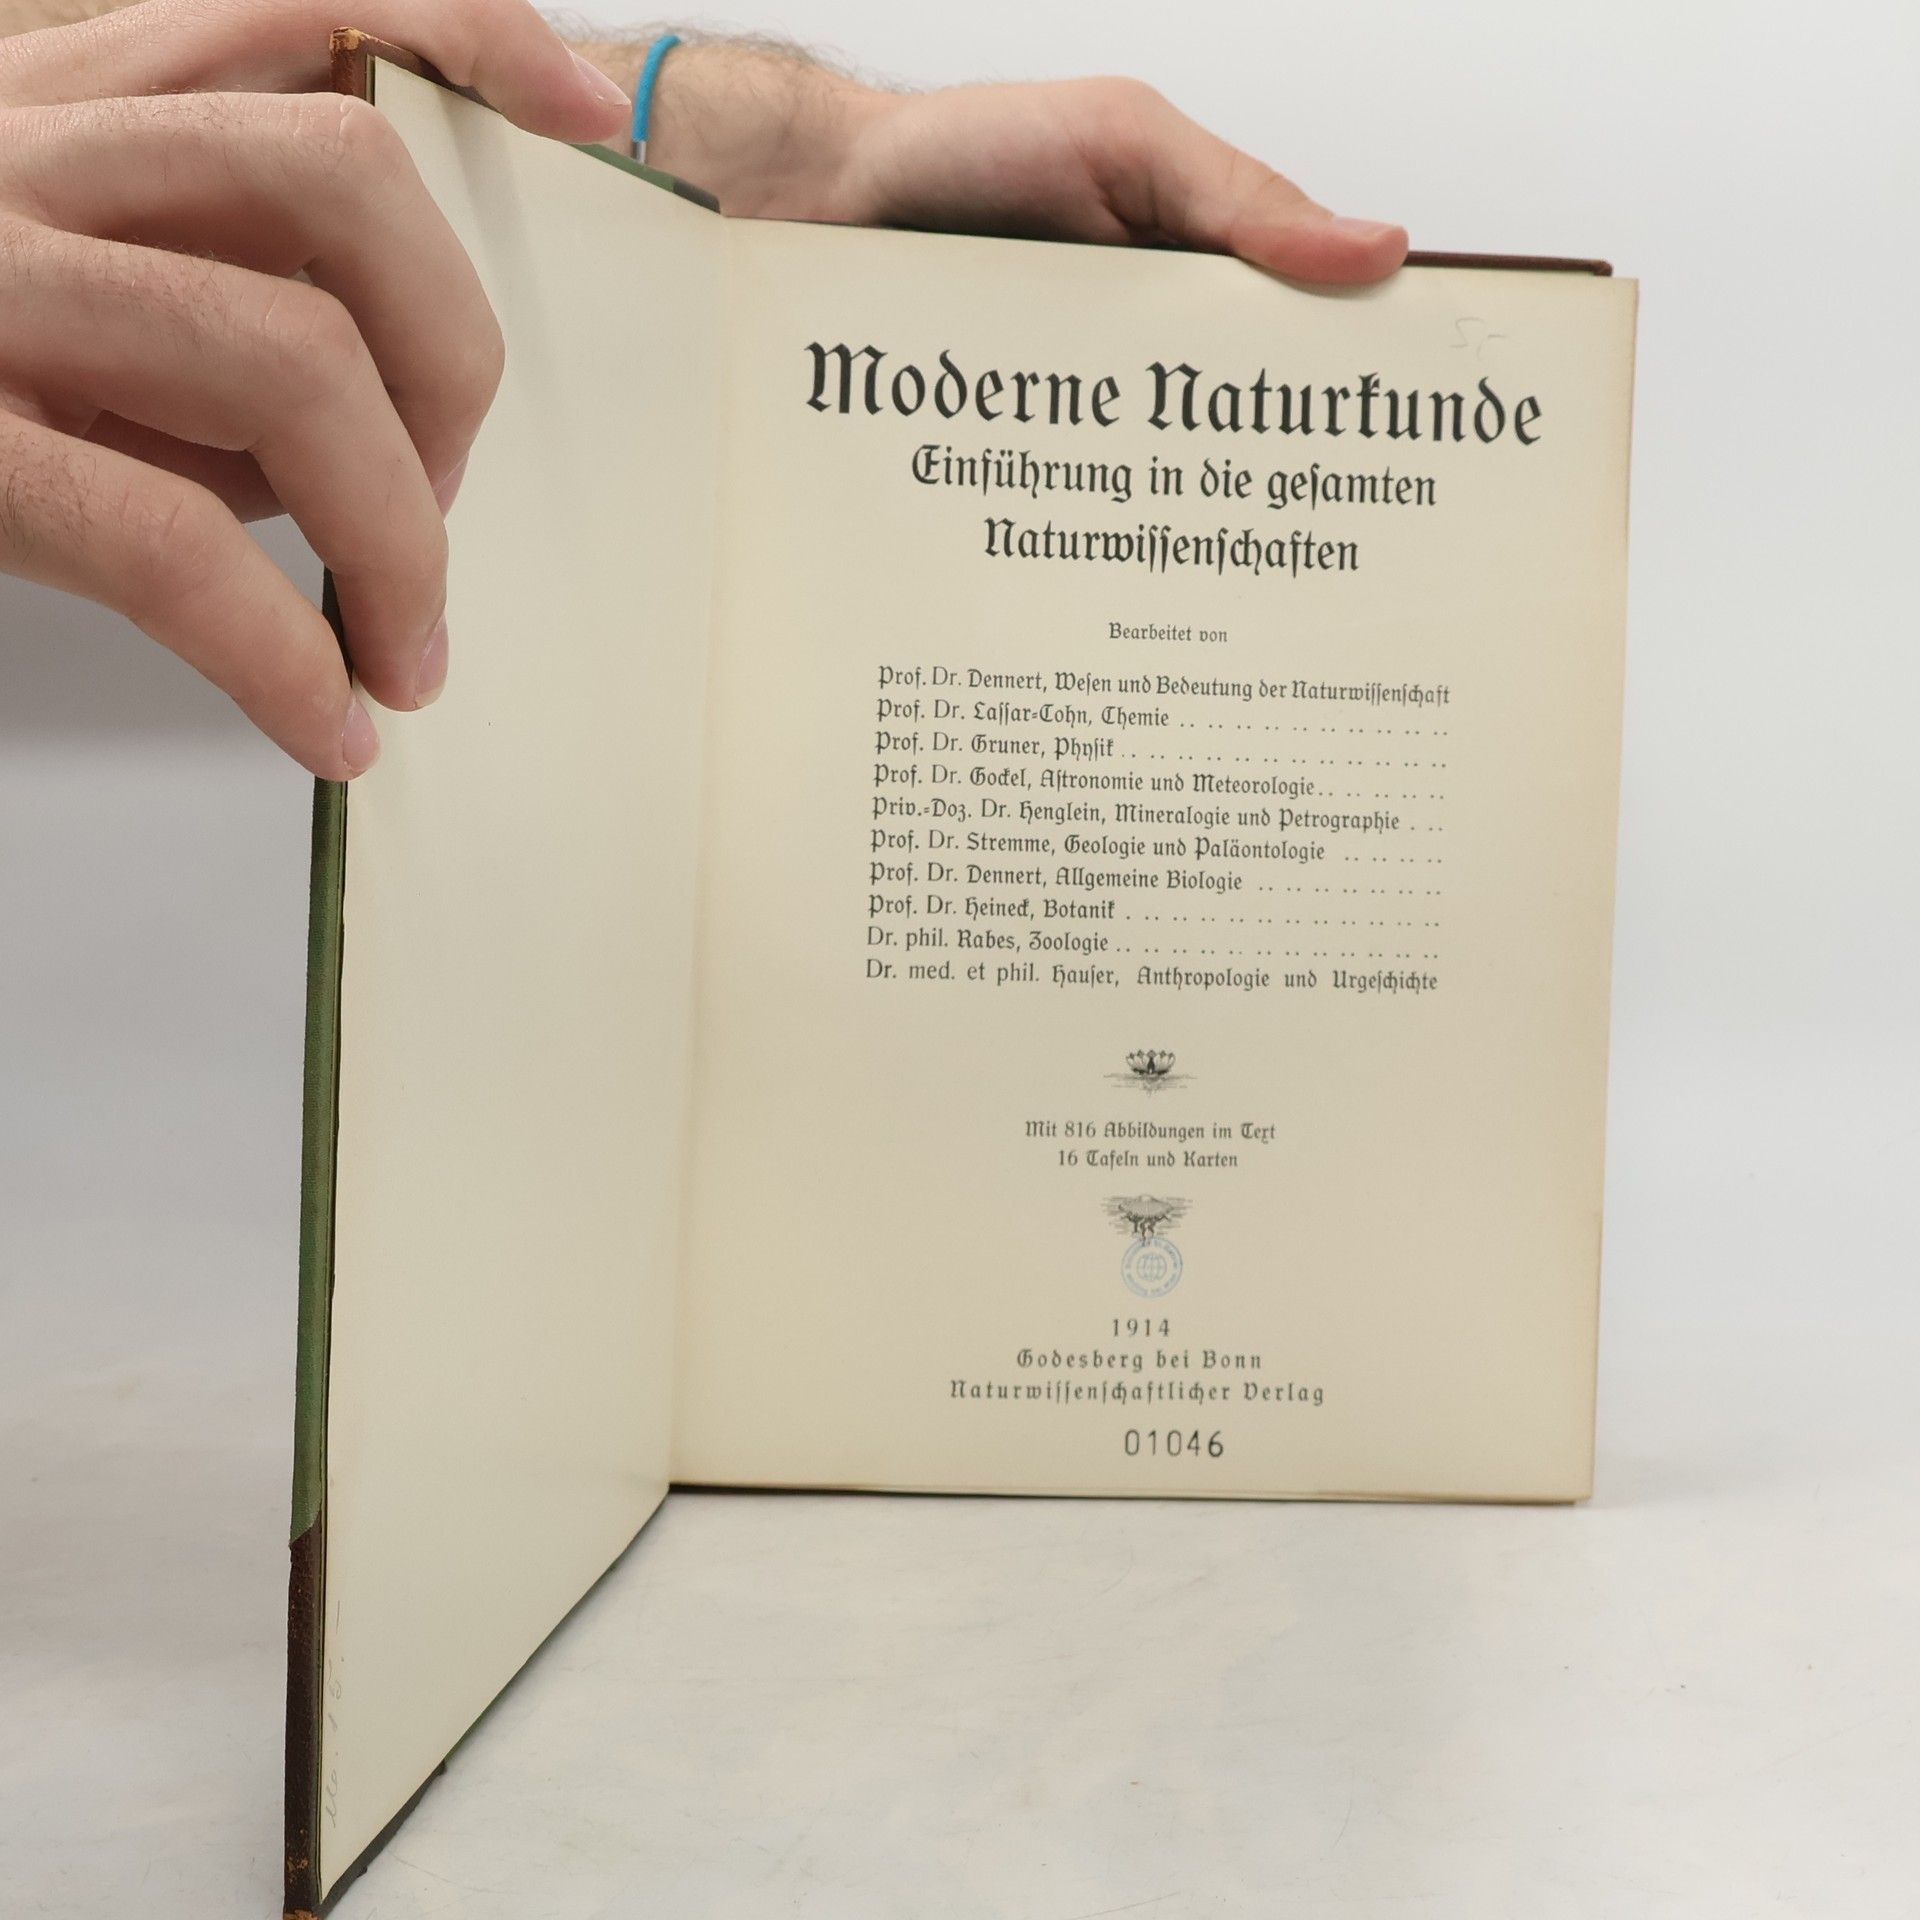 Moderne Naturkunde
Einführung in die geſamten
Naturwiſſenſchaften
Bearbeitet von
Prof. Dr. Dennert, Weſen und Bedeutung der Naturwiſſenſchaft
Prof. Dr. Laſſar-Cohn, Chemie .. .. .. .. .. .. .. .. .. ..
Prof. Dr. Gruner, Phyſik .. .. .. .. .. .. .. .. .. .. .. ..
Prof. Dr. Gockel, Aſtronomie und Meteorologie .. .. .. .. ..
Priv.-Doz. Dr. Henglein, Mineralogie und Petrographie . ..
Prof. Dr. Stremme, Geologie und Paläontologie .. .. .. ..
Prof. Dr. Dennert, Allgemeine Biologie .. .. .. .. .. .. ..
Prof. Dr. Heineck, Botanik . .. .. .. .. .. .. .. .. .. .. ..
Dr. phil. Rabes, Zoologie .. .. .. .. .. .. .. .. .. .. .. ..
Dr. med. et phil. Hauſer, Anthropologie und Urgeſchichte
Mit 816 Abbildungen im Text
16 Tafeln und Karten
1914
Godesberg bei Bonn
Naturwiſſenſchaftlicher Verlag
01046